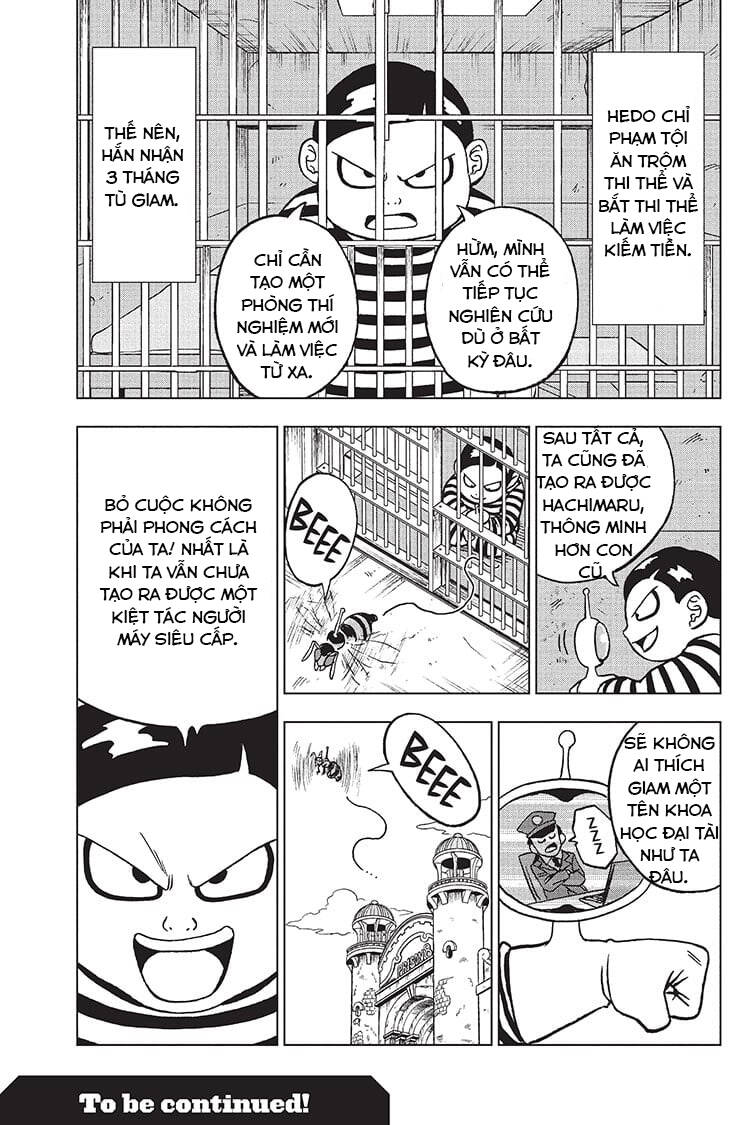 HEDO CHỈ
PHẠM TỘI
ĂN TRỘM
THI THỂ VÀ
BẮT THI THỂ
LÀM VIỆC
KIẾM TIỀN.
THẾ NÊN,
HẮN NHẬN
3 THÁNG
TÙ GIAM.
HỪM, MÌNH
VẪN CÓ THỂ
TIẾP TỤC
NGHIÊN CỨU
DÙ Ở BẤT
KỲ ĐÂU.
CHỈ CẦN
TẠO MỘT
PHÒNG THÍ
NGHIỆM MỚI
VÀ LÀM VIỆC
TỪ XA.
SAU TẤT CẢ,
TA CŨNG ĐÃ
TẠO RA ĐƯỢC
HACHIMARU,
THÔNG MINH
HƠN CON
CŨ
BEEE
BỎ CUỘC KHÔNG
PHẢI PHONG CÁCH
CỦA TA! NHẤT LÀ
KHI TA VẪN CHƯA
TẠO RA ĐƯỢC MỘT
KIỆT TÁC NGƯỜI
MÁY SIÊU CẤP.
SẼ KHÔNG
AI THÍCH
GIAM MỘT
TÊN KHOA
HỌC ĐẠI TÀI
NHƯ TA
ĐÂU.
ZZZ
BEEE
PRISON8
To be continued!